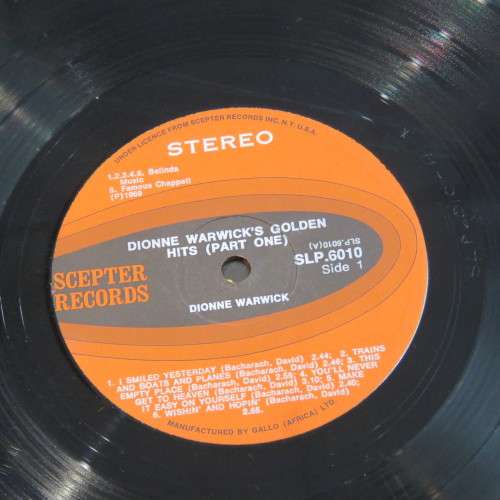 UNDER LICENCE FROM SCEPTER RECORDS INC. N.Y. U.S.A.
STEREO
1.2.3.4.6. Belinda
Music
5. Famous Chappell
(P)1969
DIONNE WARWICK'S GOLDEN
HITS (PART ONE)
SLP.6010(A)
SLP.6010
Side 1
SCEPTER
RECORDS
DIONNE WARWICK
1. I SMILED YESTERDAY (Bacharach, David) 2.44; 2. TRAINS
AND BOATS AND PLANES (Bacharach, David) 2.46; 3. THIS
EMPTY PLACE (Bacharach, David) 2.58; 4. YOU'LL NEVER
GET TO HEAVEN (Bacharach, David) 3.10; 5. MAKE
IT EASY ON YOURSELF (Bacharach, David) 2.40;
6. WISHIN' AND HOPIN' (Bacharach, David)
MANUFACTURED BY GALLO (AFRICA) LTD.